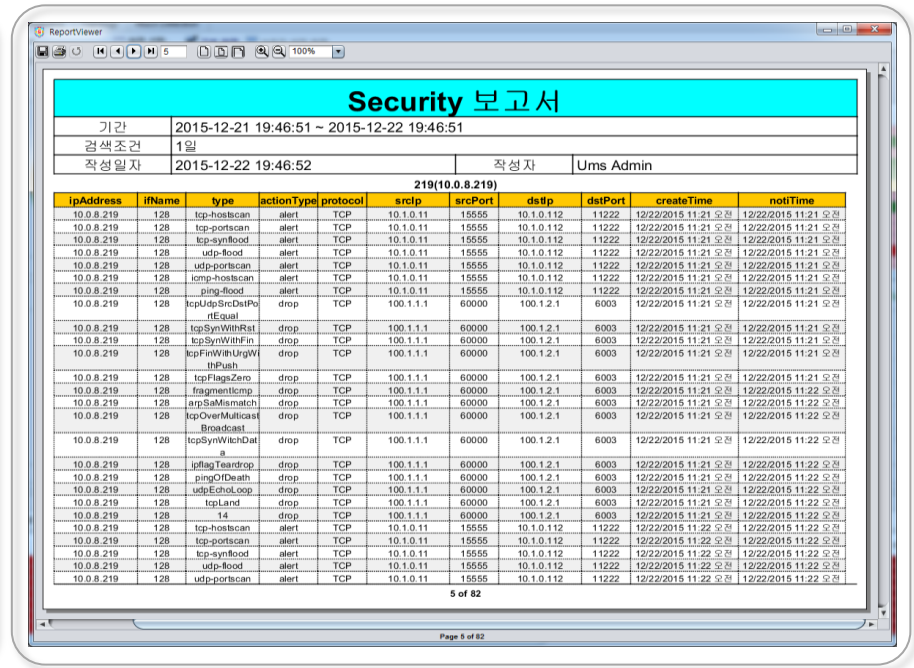 ReportViewer
5 100%
Security 보고서
기간 2015-12-21 19:46:51 ~ 2015-12-22 19:46:51
검색조건 1일
작성일자 2015-12-22 19:46:52 작성자 Ums Admin
219(10.0.8.219)
ipAddress ifName type actionType protocol srcIp srcPort dstIp dstPort createTime notiTime
10.0.8.219 128 tcp-hostscan alert TCP 10.1.0.11 15555 10.1.0.112 11222 12/22/2015 11:21 오전 12/22/2015 11:21 오전
10.0.8.219 128 tcp-portscan alert TCP 10.1.0.11 15555 10.1.0.112 11222 12/22/2015 11:21 오전 12/22/2015 11:21 오전
10.0.8.219 128 tcp-synflood alert TCP 10.1.0.11 15555 10.1.0.112 11222 12/22/2015 11:21 오전 12/22/2015 11:21 오전
10.0.8.219 128 udp-flood alert TCP 10.1.0.11 15555 10.1.0.112 11222 12/22/2015 11:21 오전 12/22/2015 11:21 오전
10.0.8.219 128 udp-portscan alert TCP 10.1.0.11 15555 10.1.0.112 11222 12/22/2015 11:21 오전 12/22/2015 11:21 오전
10.0.8.219 128 icmp-hostscan alert TCP 10.1.0.11 15555 10.1.0.112 11222 12/22/2015 11:21 오전 12/22/2015 11:21 오전
10.0.8.219 128 ping-flood alert TCP 10.1.0.11 15555 10.1.0.112 11222 12/22/2015 11:21 오전 12/22/2015 11:21 오전
10.0.8.219 128 tcpUdpSrcDstPo drop TCP 100.1.1.1 60000 100.1.2.1 6003 12/22/2015 11:21 오전 12/22/2015 11:21 오전
rtEqual
10.0.8.219 128 tcpSynWithRst drop TCP 100.1.1.1 60000 100.1.2.1 6003 12/22/2015 11:21 오전 12/22/2015 11:21 오전
10.0.8.219 128 tcpSynWithFin drop TCP 100.1.1.1 60000 100.1.2.1 6003 12/22/2015 11:21 오전 12/22/2015 11:21 오전
10.0.8.219 128 tcpFinWithUrgWi drop TCP 100.1.1.1 60000 100.1.2.1 6003 12/22/2015 11:21 오전 12/22/2015 11:21 오전
thPush
10.0.8.219 128 tcpFlagsZero drop TCP 100.1.1.1 60000 100.1.2.1 6003 12/22/2015 11:21 오전 12/22/2015 11:21 오전
10.0.8.219 128 fragmentIcmp drop TCP 100.1.1.1 60000 100.1.2.1 6003 12/22/2015 11:21 오전 12/22/2015 11:22 오전
10.0.8.219 128 arpSaMismatch drop TCP 100.1.1.1 60000 100.1.2.1 6003 12/22/2015 11:21 오전 12/22/2015 11:22 오전
10.0.8.219 128 tcpOverMulticast drop TCP 100.1.1.1 60000 100.1.2.1 6003 12/22/2015 11:21 오전 12/22/2015 11:22 오전
Broadcast
10.0.8.219 128 tcpSynWitchDat drop TCP 100.1.1.1 60000 100.1.2.1 6003 12/22/2015 11:21 오전 12/22/2015 11:22 오전
a
10.0.8.219 128 ipflagTeardrop drop TCP 100.1.1.1 60000 100.1.2.1 6003 12/22/2015 11:21 오전 12/22/2015 11:22 오전
10.0.8.219 128 pingOfDeath drop TCP 100.1.1.1 60000 100.1.2.1 6003 12/22/2015 11:21 오전 12/22/2015 11:22 오전
10.0.8.219 128 udpEchoLoop drop TCP 100.1.1.1 60000 100.1.2.1 6003 12/22/2015 11:21 오전 12/22/2015 11:22 오전
10.0.8.219 128 tcpLand drop TCP 100.1.1.1 60000 100.1.2.1 6003 12/22/2015 11:21 오전 12/22/2015 11:22 오전
10.0.8.219 128 14 drop TCP 100.1.1.1 60000 100.1.2.1 6003 12/22/2015 11:21 오전 12/22/2015 11:22 오전
10.0.8.219 128 tcp-hostscan alert TCP 10.1.0.11 15555 10.1.0.112 11222 12/22/2015 11:22 오전 12/22/2015 11:22 오전
10.0.8.219 128 tcp-portscan alert TCP 10.1.0.11 15555 10.1.0.112 11222 12/22/2015 11:22 오전 12/22/2015 11:22 오전
10.0.8.219 128 tcp-synflood alert TCP 10.1.0.11 15555 10.1.0.112 11222 12/22/2015 11:22 오전 12/22/2015 11:22 오전
10.0.8.219 128 udp-flood alert TCP 10.1.0.11 15555 10.1.0.112 11222 12/22/2015 11:22 오전 12/22/2015 11:22 오전
10.0.8.219 128 udp-portscan alert TCP 10.1.0.11 15555 10.1.0.112 11222 12/22/2015 11:22 오전 12/22/2015 11:22 오전
5 of 82
Page 5 of 82